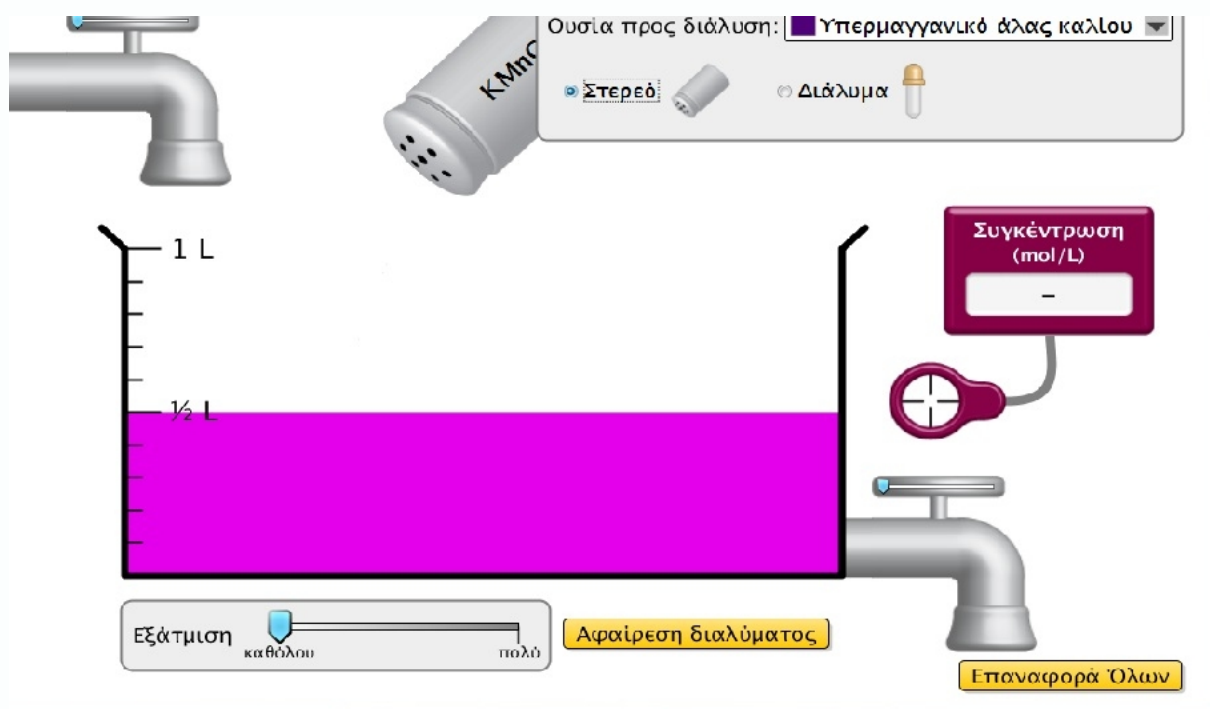 Ουσία προς διάλυση:
Υπερμαγγανικό άλας καλίου
Στερεό
Διάλυμα
1 L
½ L
Συγκέντρωση
(mol/L)
–
Εξάτμιση
καθόλου
πολύ
Αφαίρεση διαλύματος
Επαναφορά Όλων